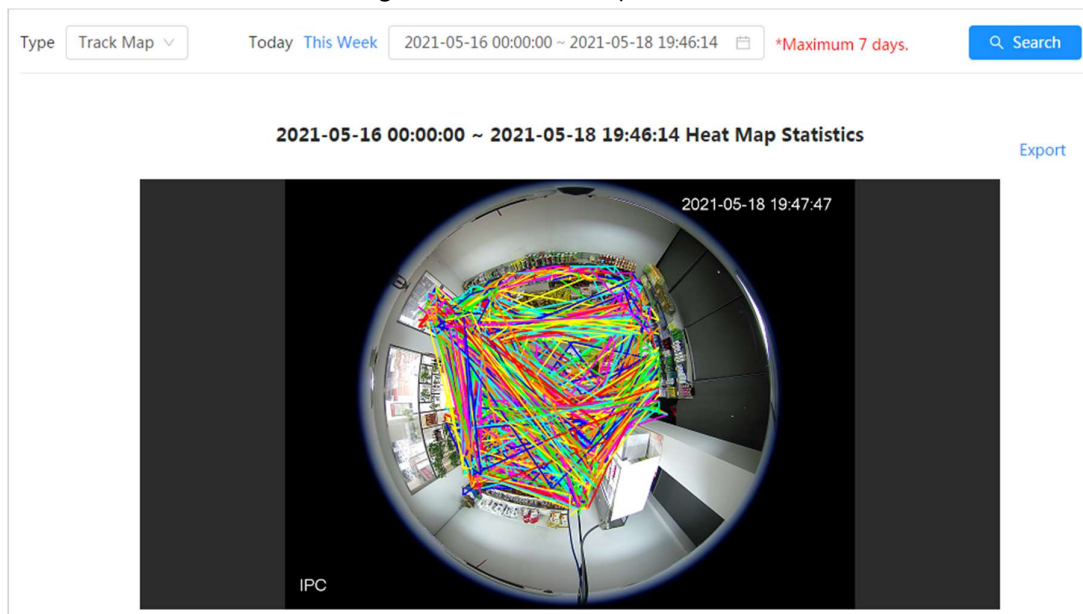 Type Track Map Today This Week 2021-05-16 00:00:00 ~ 2021-05-18 19:46:14 *Maximum 7 days. Search
2021-05-16 00:00:00 ~ 2021-05-18 19:46:14 Heat Map Statistics
Export
2021-05-18 19:47:47
IPC